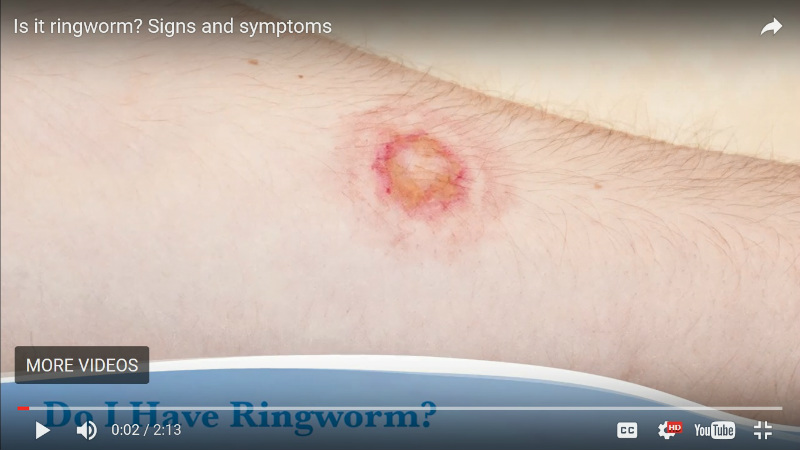 Is it ringworm? Signs and symptoms
MORE VIDEOS
Do I Have Ringworm?
0:02 / 2:13
CC
HD
YouTube